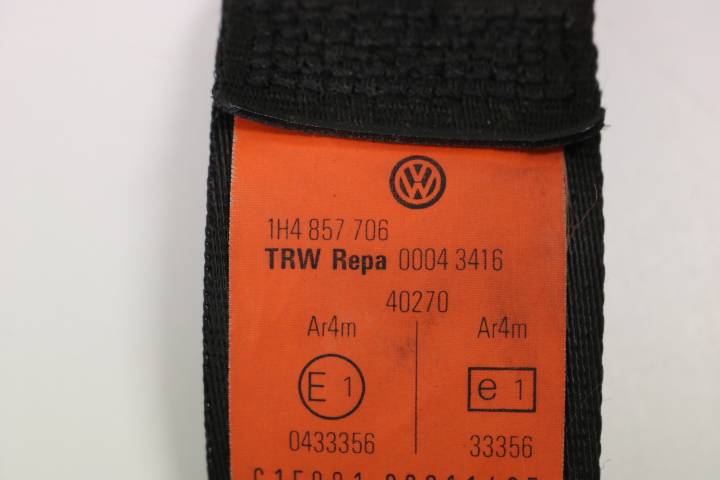 1H4 857 706
TRW Repa 0004 3416
40270
Ar4m Ar4m
E 1 e 1
0433356 33356